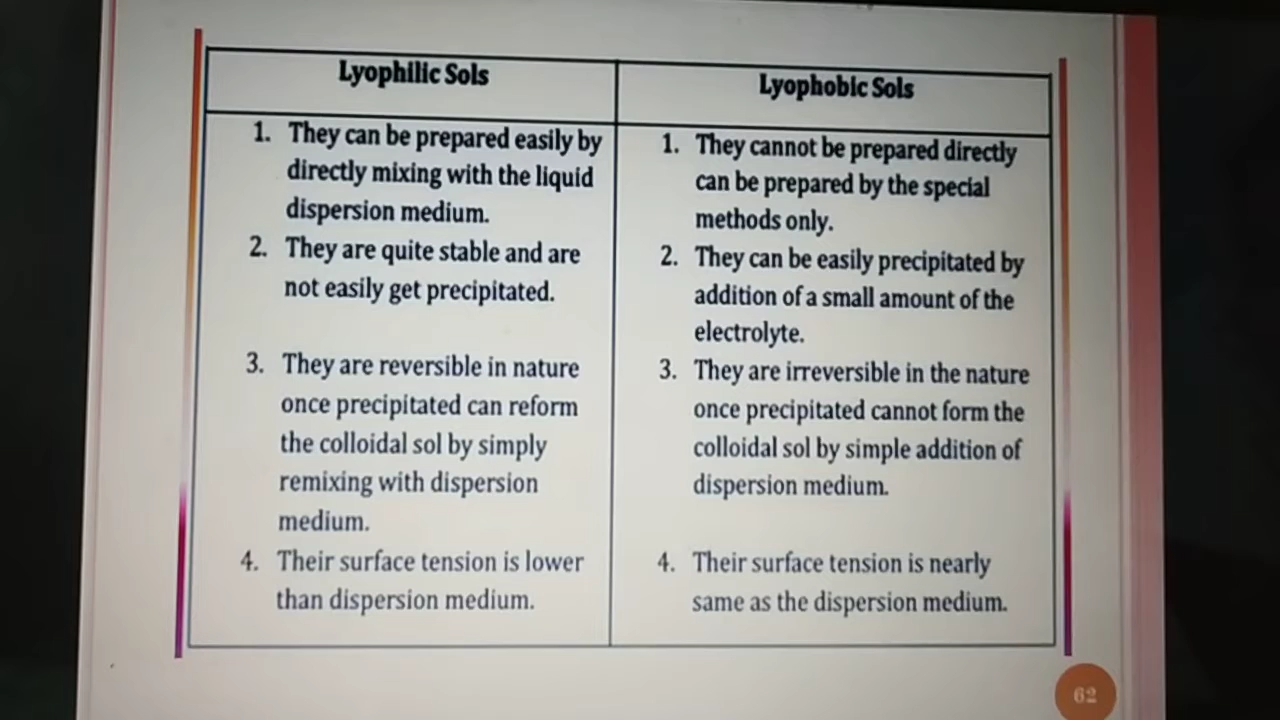 Lyophilic Sols
1. They can be prepared easily by
directly mixing with the liquid
dispersion medium.
2. They are quite stable and are
not easily get precipitated.
3. They are reversible in nature
once precipitated can reform
the colloidal sol by simply
remixing with dispersion
medium.
4. Their surface tension is lower
than dispersion medium.
Lyophobic Sols
1. They cannot be prepared directly
can be prepared by the special
methods only.
2. They can be easily precipitated by
addition of a small amount of the
electrolyte.
3. They are irreversible in the nature
once precipitated cannot form the
colloidal sol by simple addition of
dispersion medium.
4. Their surface tension is nearly
same as the dispersion medium.
62